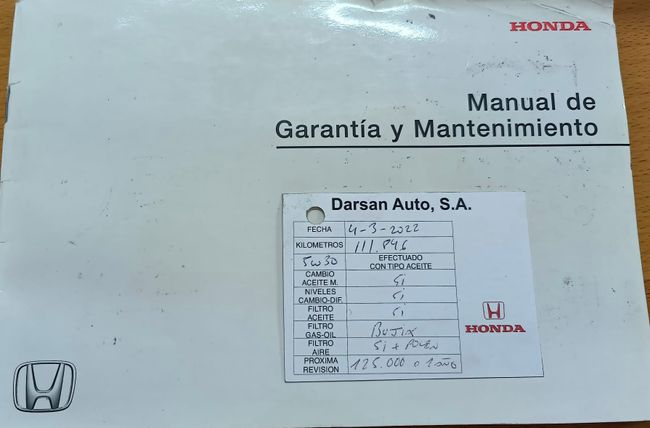 HONDA
Manual de
Garantía y Mantenimiento
Darsan Auto, S.A.
FECHA 4-3-2022
KILOMETROS 111.846
5w30 EFECTUADO CON TIPO ACEITE
CAMBIO ACEITE M. Si
NIVELES CAMBIO-DIF. Si
FILTRO ACEITE Si
FILTRO GAS-OIL BUJIX
FILTRO AIRE Si + POLEN
PROXIMA REVISION 125.000 o 1 año
HONDA